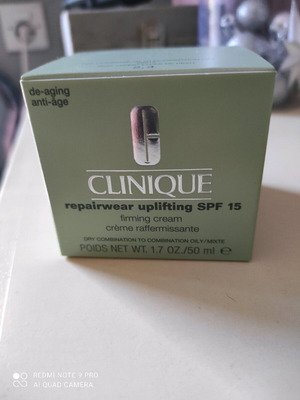 de-aging
anti-âge
CLINIQUE
repairwear uplifting SPF 15
firming cream
crème raffermissante
DRY COMBINATION TO COMBINATION OILY/MIXTE
POIDS NET WT. 1.7 OZ./50 ml ℮
REDMI NOTE 9 PRO
AI QUAD CAMERA